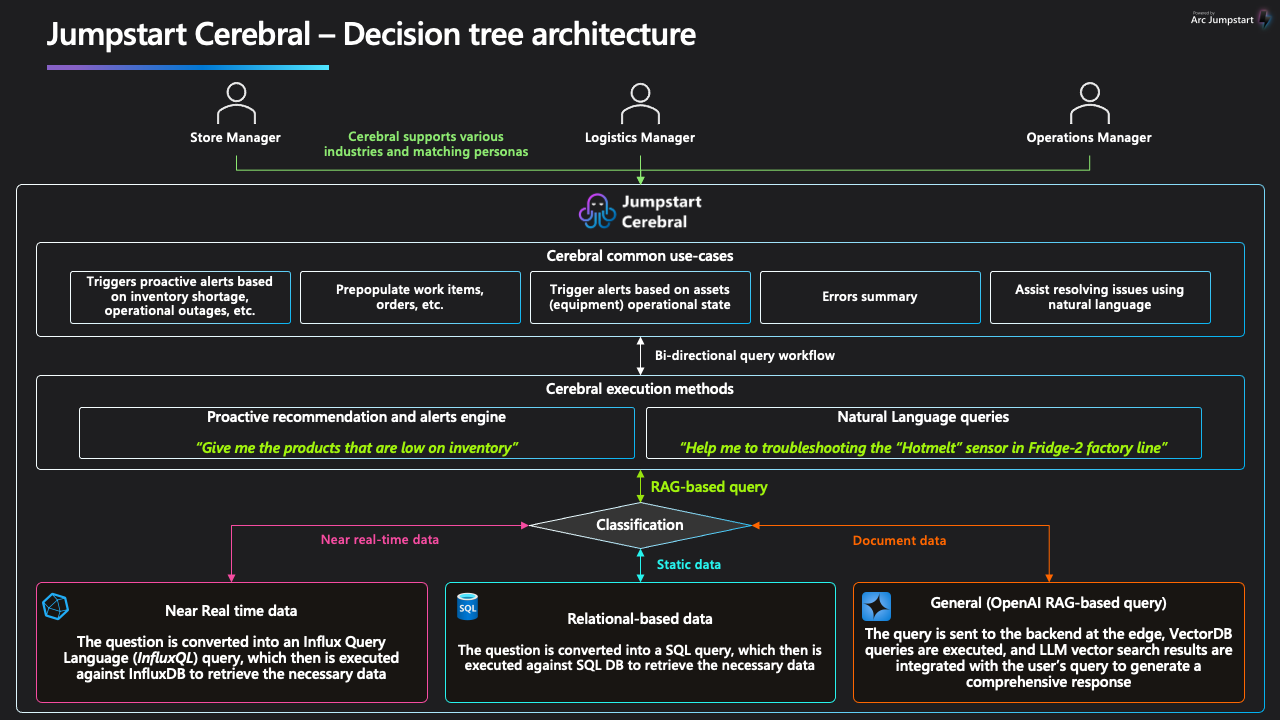 Jumpstart Cerebral – Decision tree architecture
Powered by
Arc Jumpstart
Store Manager
Cerebral supports various
industries and matching personas
Logistics Manager
Operations Manager
Jumpstart
Cerebral
Cerebral common use-cases
Triggers proactive alerts based
on inventory shortage,
operational outages, etc.
Prepopulate work items,
orders, etc.
Trigger alerts based on assets
(equipment) operational state
Errors summary
Assist resolving issues using
natural language
Bi-directional query workflow
Cerebral execution methods
Proactive recommendation and alerts engine
“Give me the products that are low on inventory”
Natural Language queries
“Help me to troubleshooting the “Hotmelt” sensor in Fridge-2 factory line”
RAG-based query
Classification
Near real-time data
Static data
Document data
Near Real time data
The question is converted into an Influx Query
Language (InfluxQL) query, which then is executed
against InfluxDB to retrieve the necessary data
SQL
Relational-based data
The question is converted into a SQL query, which then is
executed against SQL DB to retrieve the necessary data
General (OpenAI RAG-based query)
The query is sent to the backend at the edge, VectorDB
queries are executed, and LLM vector search results are
integrated with the user’s query to generate a
comprehensive response